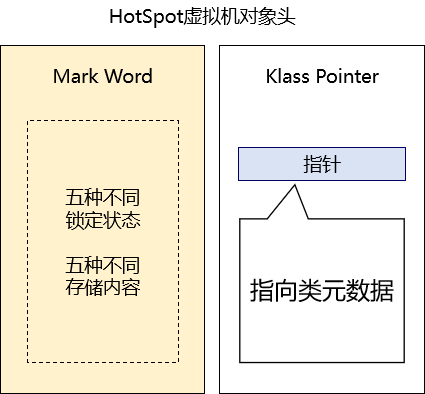 HotSpot虚拟机对象头
Mark Word
五种不同
锁定状态
五种不同
存储内容
Klass Pointer
指针
指向类元数据